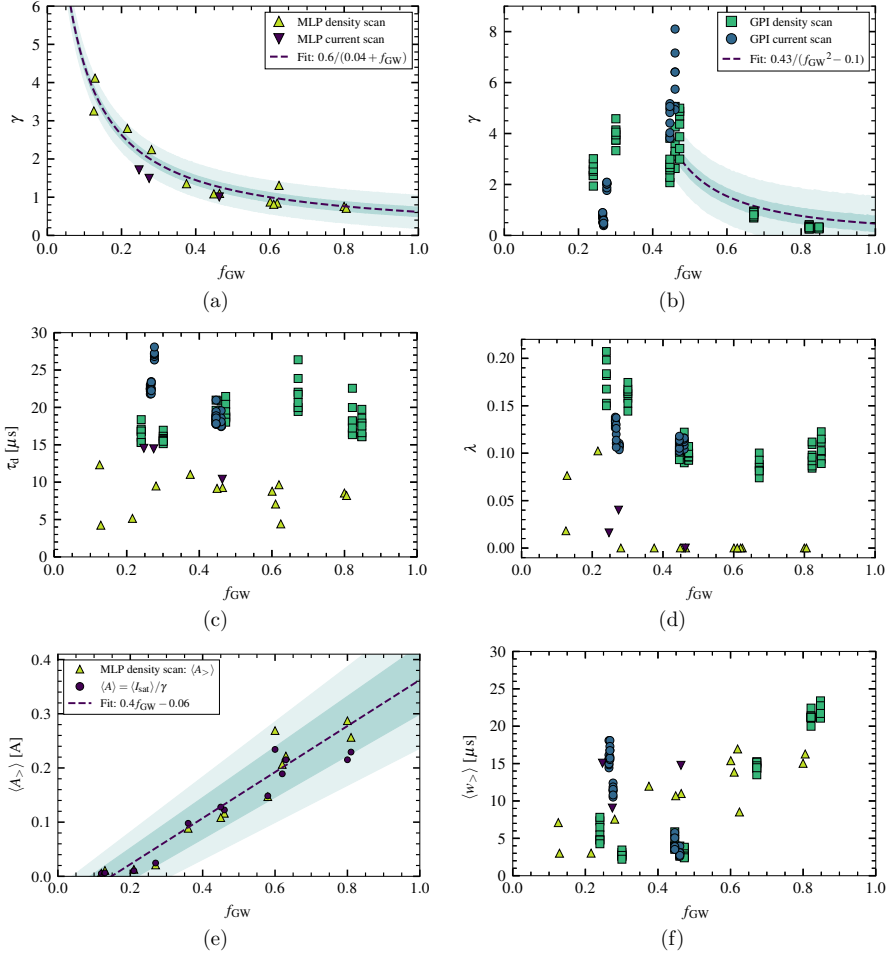 6
5
4
3
2
1
0
γ
0.0
0.2
0.4
0.6
0.8
1.0
f_GW
MLP density scan
MLP current scan
Fit: 0.6/(0.04 + f_GW)
(a)
9
8
7
6
5
4
3
2
1
0
γ
0.0
0.2
0.4
0.6
0.8
1.0
f_GW
GPI density scan
GPI current scan
Fit: 0.43/(f_GW² − 0.1)
(b)
30
25
20
15
10
5
0
τ_d [μs]
0.0
0.2
0.4
0.6
0.8
1.0
f_GW
(c)
0.20
0.15
0.10
0.05
0.00
λ
0.0
0.2
0.4
0.6
0.8
1.0
f_GW
(d)
0.4
0.3
0.2
0.1
0.0
⟨A_>⟩ [A]
0.0
0.2
0.4
0.6
0.8
1.0
f_GW
MLP density scan: ⟨A_>⟩
⟨A⟩ = ⟨I_sat⟩/γ
Fit: 0.4f_GW − 0.06
(e)
30
25
20
15
10
5
0
⟨w_>⟩ [μs]
0.0
0.2
0.4
0.6
0.8
1.0
f_GW
(f)